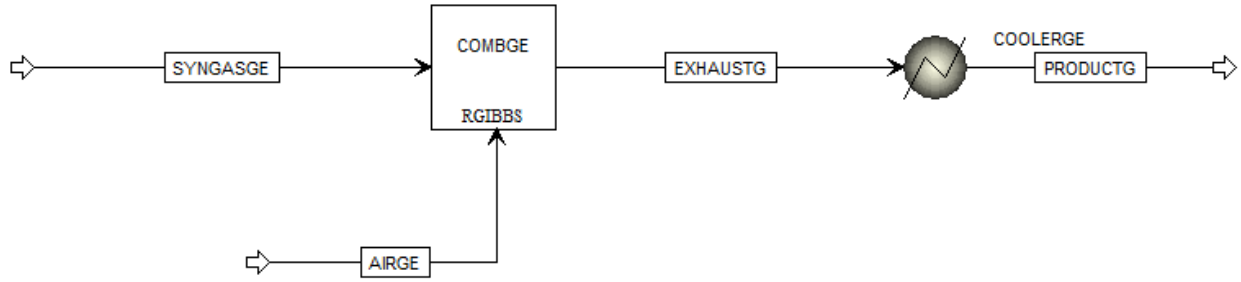 COMBGE
COOLERGE
SYNGASGE
EXHAUSTG
PRODUCTG
RGIBBS
AIRGE